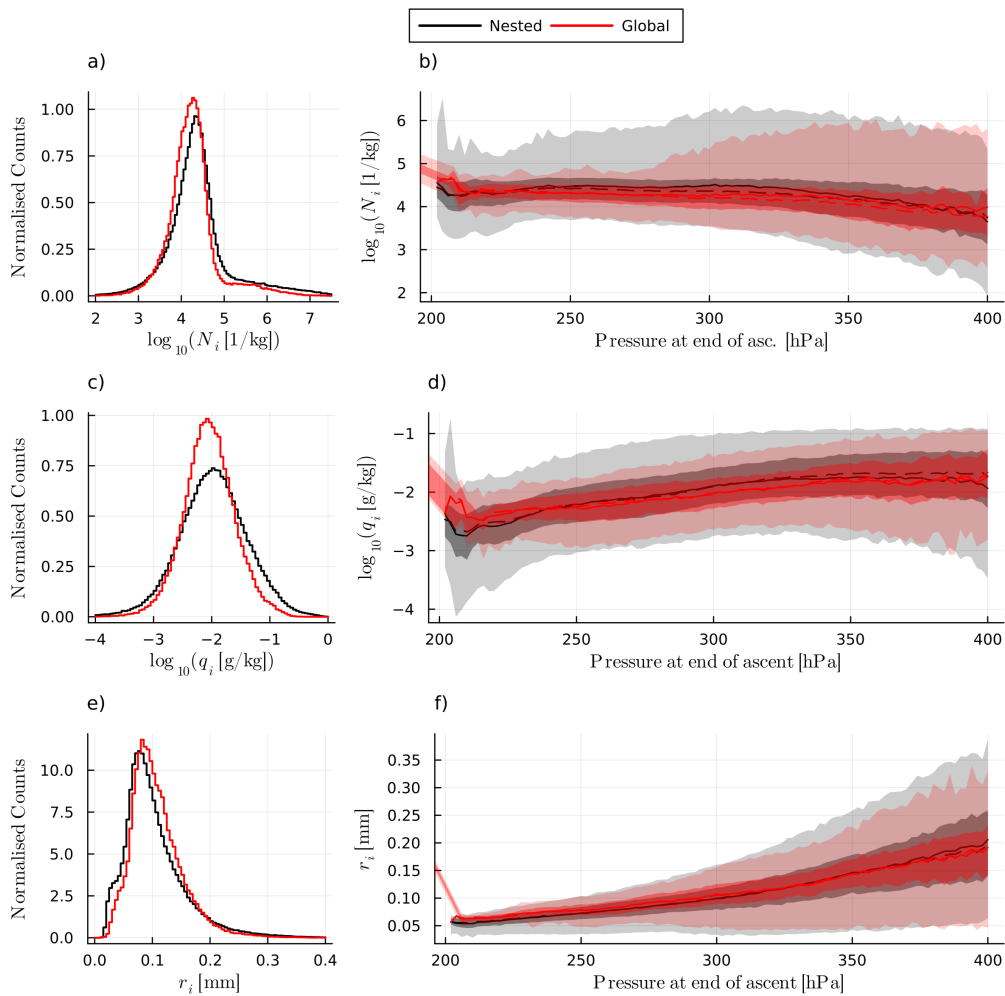 Nested Global
a) b)
Normalised Counts
1.00
0.75
0.50
0.25
0.00
2 3 4 5 6 7
log₁₀(Nᵢ [1/kg])
log₁₀(Nᵢ [1/kg])
6
5
4
3
2
200 250 300 350 400
Pressure at end of asc. [hPa]
c) d)
Normalised Counts
1.00
0.75
0.50
0.25
0.00
−4 −3 −2 −1 0
log₁₀(qᵢ [g/kg])
log₁₀(qᵢ [g/kg])
−1
−2
−3
−4
200 250 300 350 400
Pressure at end of ascent [hPa]
e) f)
Normalised Counts
10.0
7.5
5.0
2.5
0.0
0.0 0.1 0.2 0.3 0.4
rᵢ [mm]
rᵢ [mm]
0.35
0.30
0.25
0.20
0.15
0.10
0.05
200 250 300 350 400
Pressure at end of ascent [hPa]